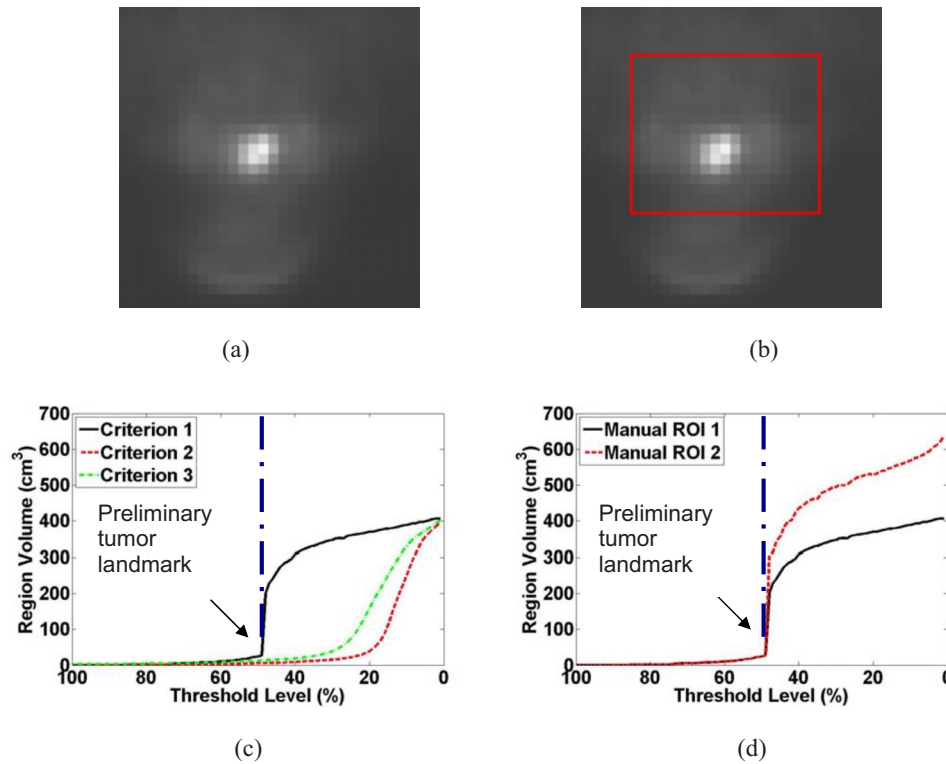 (a)
(b)
700
600
500
400
300
200
100
0
Region Volume (cm³)
Criterion 1
Criterion 2
Criterion 3
Preliminary
tumor
landmark
100
80
60
40
20
0
Threshold Level (%)
(c)
700
600
500
400
300
200
100
0
Region Volume (cm³)
Manual ROI 1
Manual ROI 2
Preliminary
tumor
landmark
100
80
60
40
20
0
Threshold Level (%)
(d)